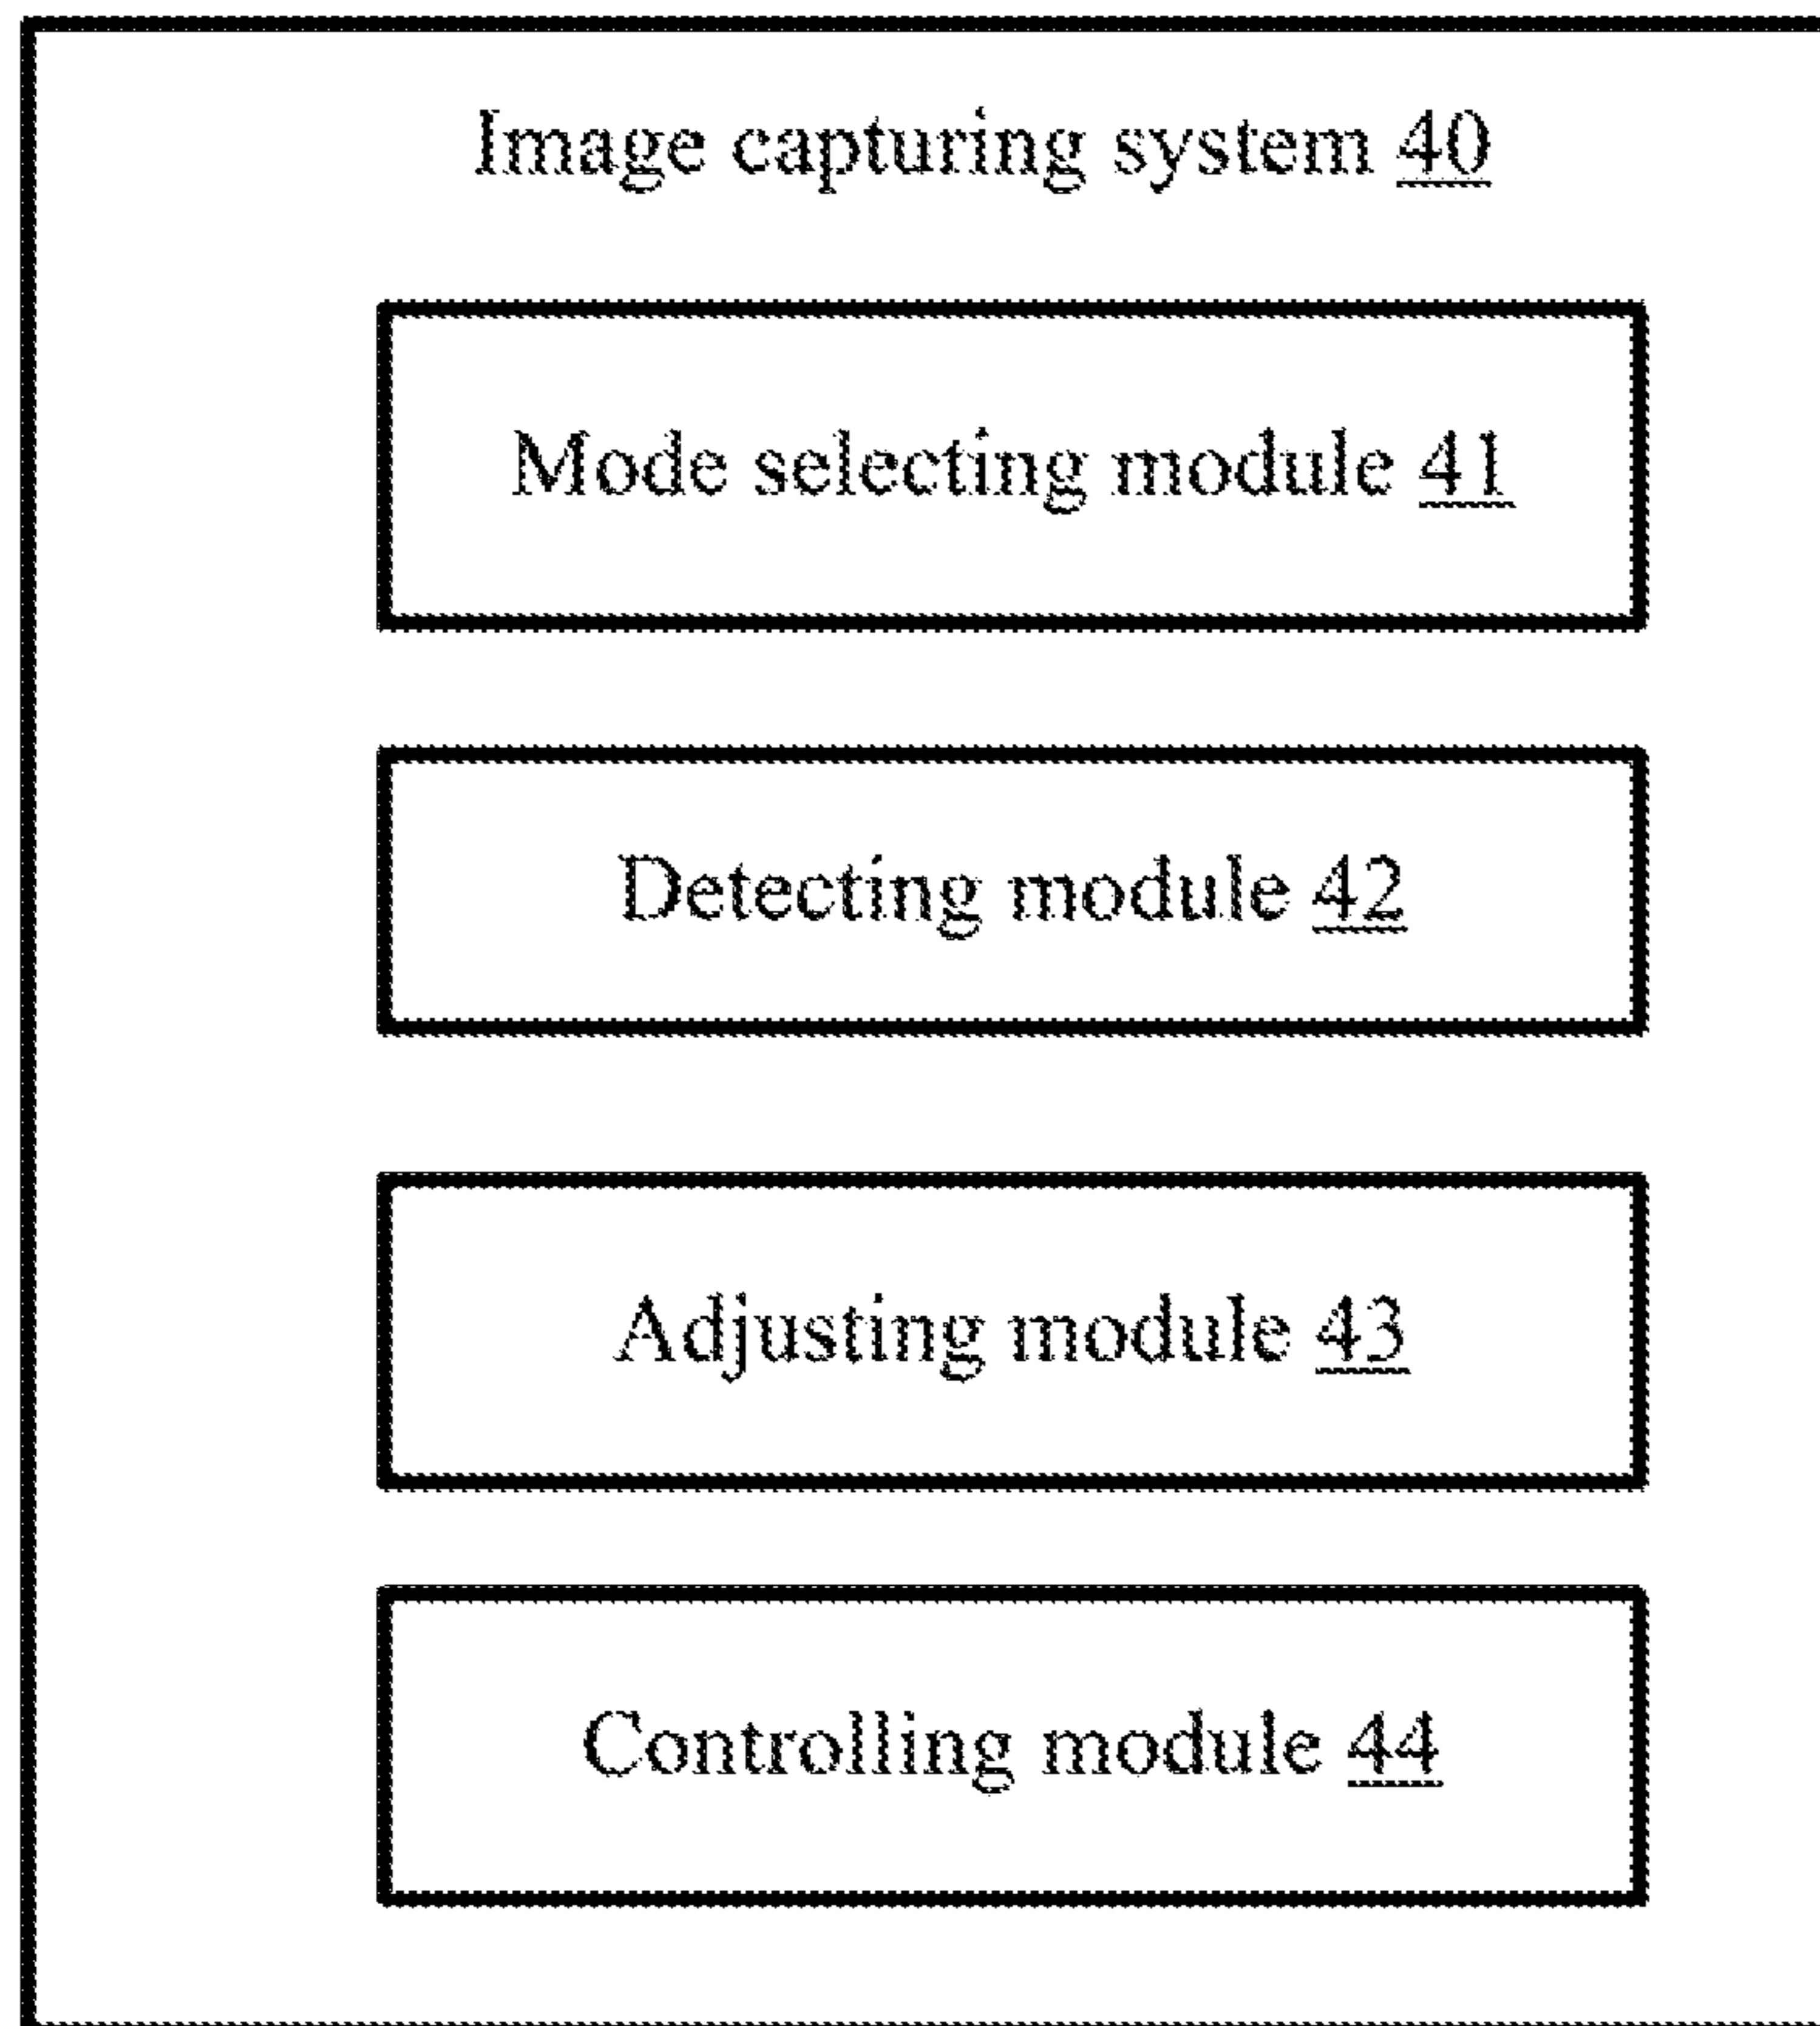 Image capturing system 40
Mode selecting module 41
Detecting module 42
Adjusting module 43
Controlling module 44